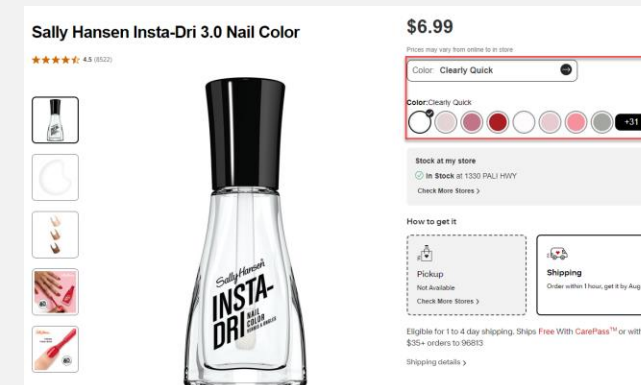 Sally Hansen Insta-Dri 3.0 Nail Color
4.5 (8522)
Sally Hansen
INSTA-
DRI NAIL
COLOR
$6.99
Prices may vary from online to in store
Color: Clearly Quick
Color:Clearly Quick
+31
Stock at my store
In Stock at 1330 PALI HWY
Check More Stores >
How to get it
Pickup
Not Available
Check More Stores >
Shipping
Order within 1 hour, get it by Aug
Eligible for 1 to 4 day shipping. Ships Free With CarePass™ or with
$35+ orders to 96813
Shipping details >